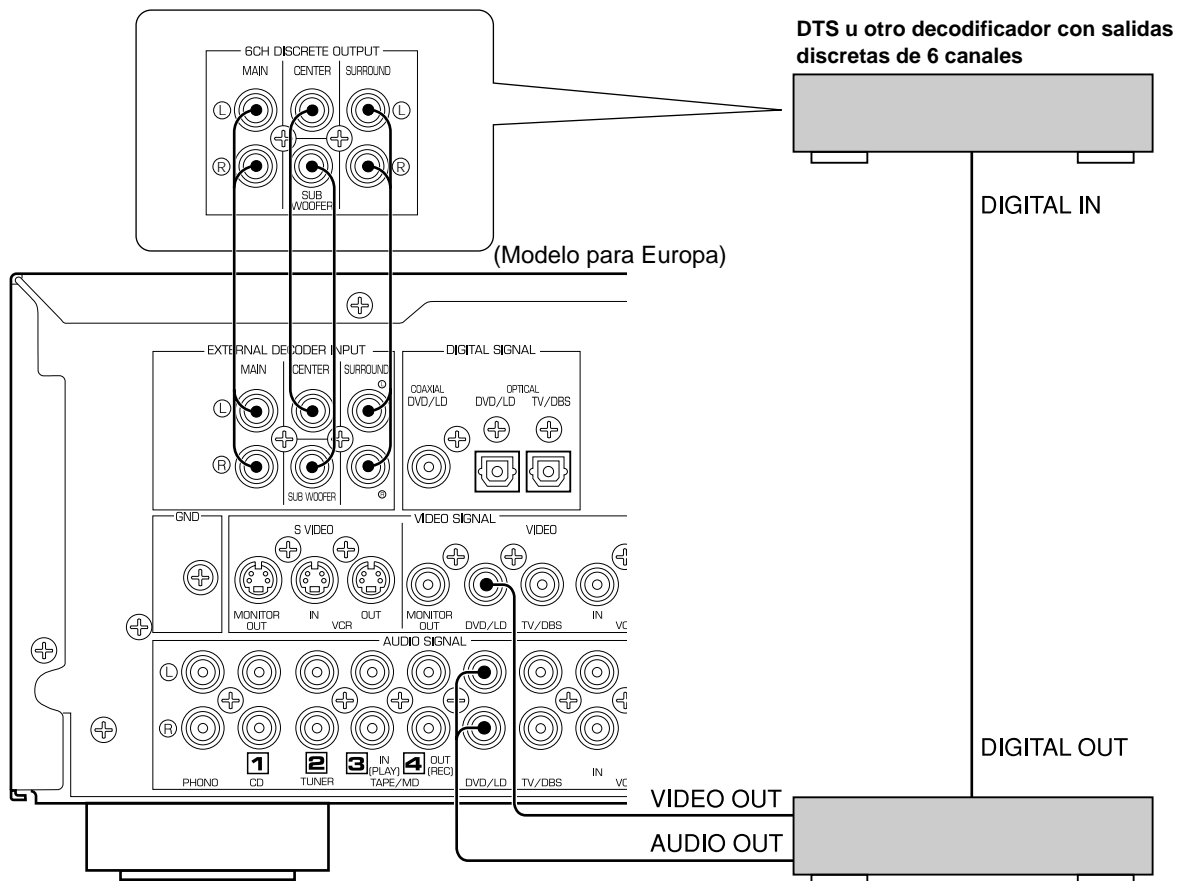 DTS u otro decodificador con salidas
discretas de 6 canales
6CH DISCRETE OUTPUT
MAIN CENTER SURROUND
L L
R R
SUB
WOOFER
DIGITAL IN
(Modelo para Europa)
EXTERNAL DECODER INPUT
MAIN CENTER SURROUND
L L
R
SUB WOOFER R
DIGITAL SIGNAL
COAXIAL OPTICAL
DVD/LD DVD/LD TV/DBS
GND
VIDEO SIGNAL
S VIDEO VIDEO
MONITOR
OUT
IN OUT
VCR
MONITOR
OUT
DVD/LD TV/DBS
IN
VC
AUDIO SIGNAL
L
R
1 2 3 IN
(PLAY) 4 OUT
(REC)
PHONO CD TUNER TAPE/MD DVD/LD TV/DBS
IN
VC
DIGITAL OUT
VIDEO OUT
AUDIO OUT